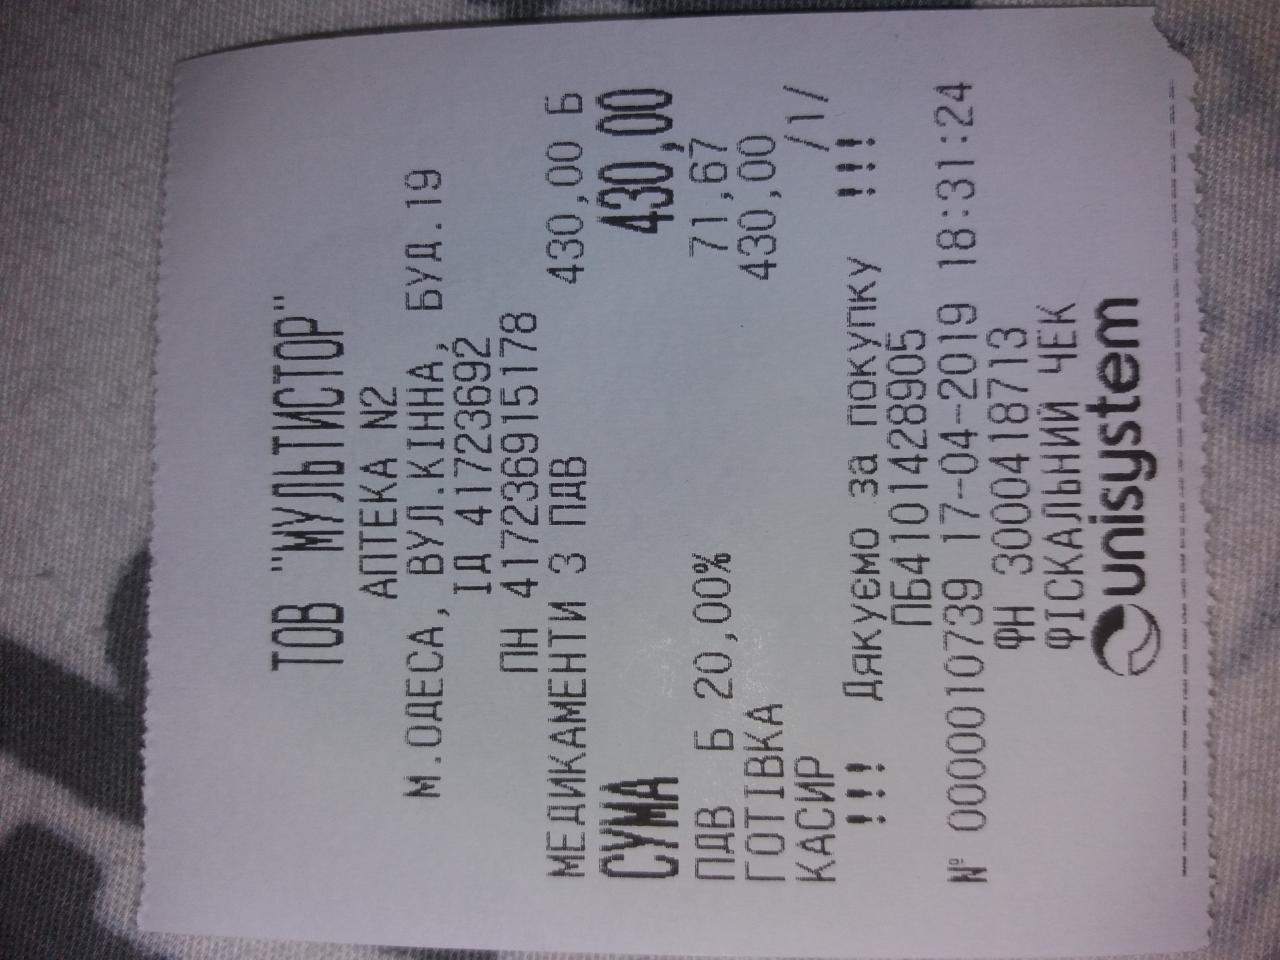 ТОВ "МУЛЬТИСТОР"
АПТЕКА N2
М.ОДЕСА, ВУЛ.КІННА, БУД.19
ІД 41723692
ПН 417236915178
МЕДИКАМЕНТИ З ПДВ 430,00 Б
СУМА 430,00
ПДВ Б 20,00% 71,67
ГОТІВКА 430,00
КАСИР /1/
!!! Дякуємо за покупку !!!
ПБ4101428905
№ 0000010739 17-04-2019 18:31:24
ФН 3000418713
ФІСКАЛЬНИЙ ЧЕК
unisystem